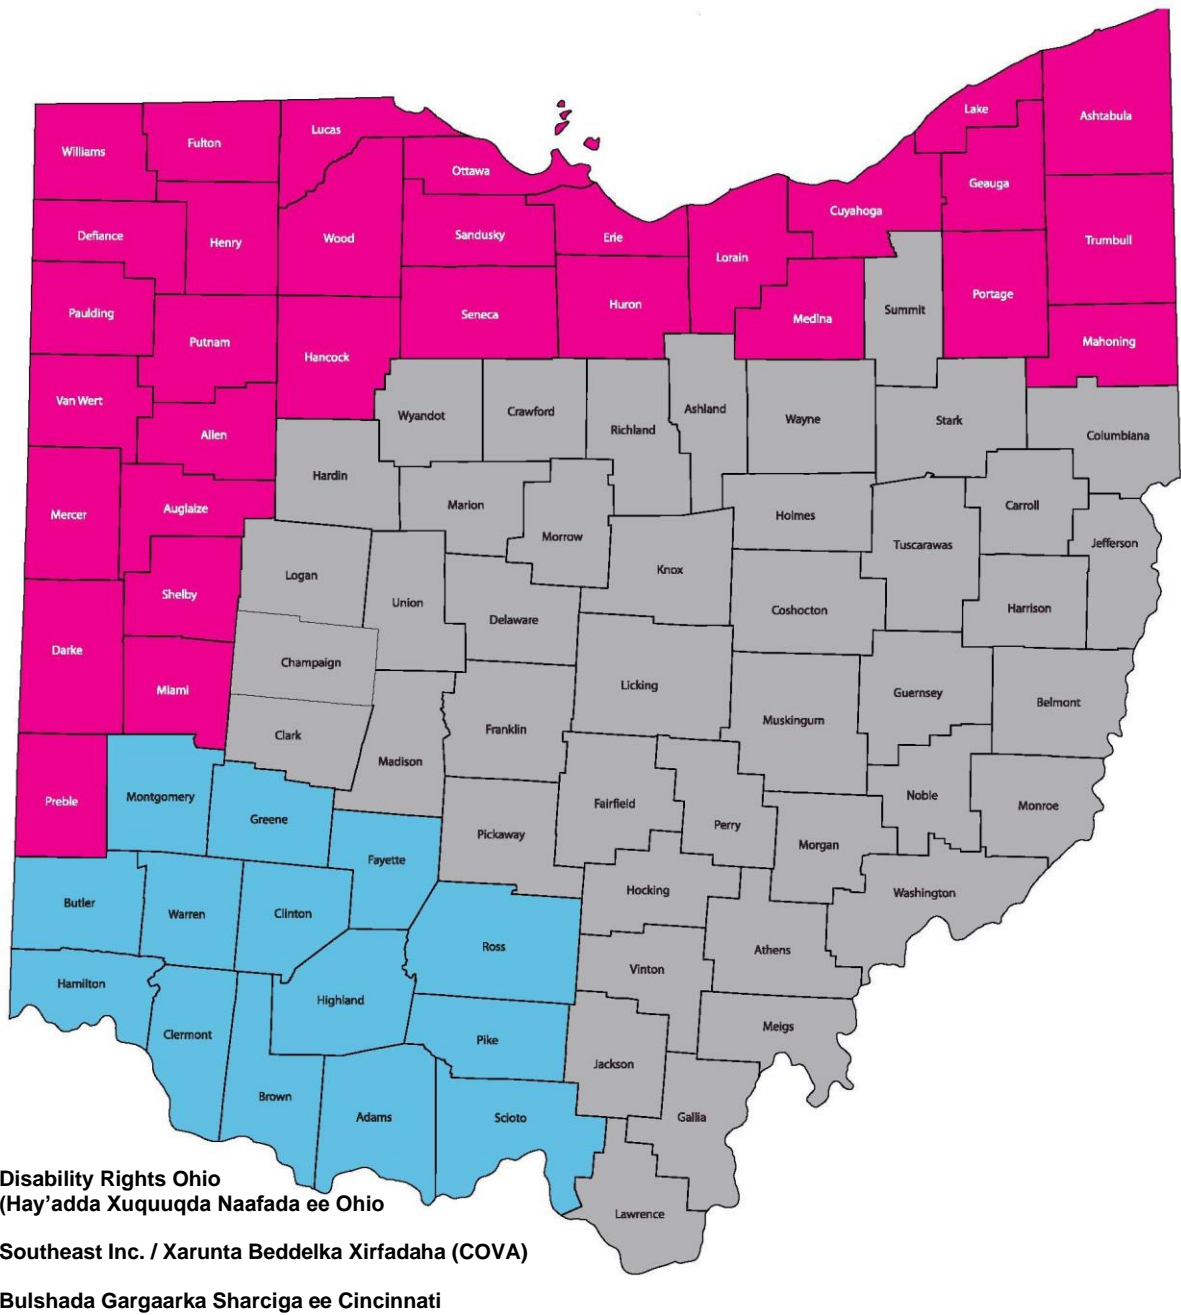 Lake
Ashtabula
Lucas
Fulton
Williams
Ottawa
Geauga
Cuyahoga
Defiance
Henry
Wood
Sandusky
Erie
Trumbull
Lorain
Portage
Paulding
Seneca
Huron
Medina
Summit
Putnam
Hancock
Mahoning
Van Wert
Allen
Wyandot
Crawford
Richland
Ashland
Wayne
Stark
Columbiana
Hardin
Mercer
Auglaize
Marion
Morrow
Holmes
Carroll
Tuscarawas
Jefferson
Logan
Knox
Shelby
Union
Delaware
Coshocton
Harrison
Darke
Champaign
Miami
Licking
Guernsey
Belmont
Muskingum
Clark
Franklin
Madison
Preble
Montgomery
Greene
Fairfield
Noble
Monroe
Perry
Pickaway
Morgan
Fayette
Hocking
Washington
Butler
Warren
Clinton
Ross
Athens
Vinton
Hamilton
Highland
Meigs
Clermont
Pike
Jackson
Brown
Adams
Scioto
Gallia
Lawrence
Disability Rights Ohio
(Hay’adda Xuquuqda Naafada ee Ohio
Southeast Inc. / Xarunta Beddelka Xirfadaha (COVA)
Bulshada Gargaarka Sharciga ee Cincinnati